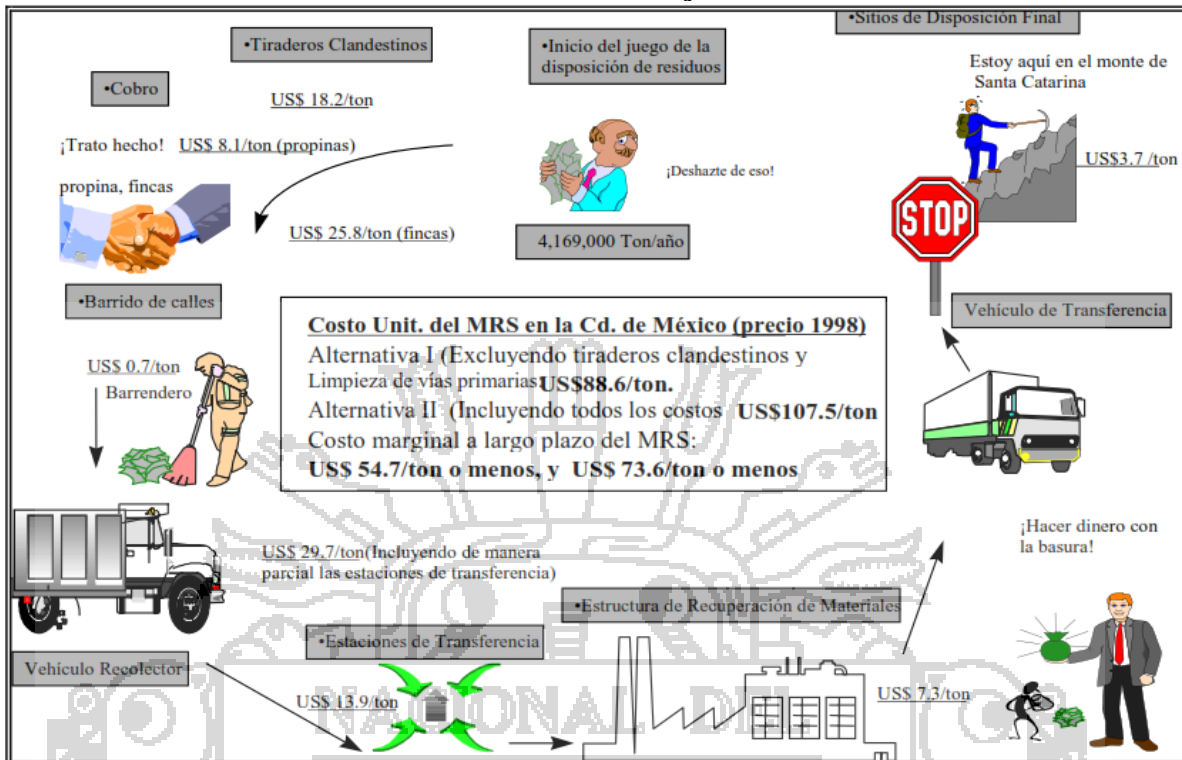 •Sitios de Disposición Final
•Tiraderos Clandestinos
•Inicio del juego de la
disposición de residuos
Estoy aquí en el monte de
Santa Catarina
•Cobro
US$ 18.2/ton
¡Trato hecho! US$ 8.1/ton (propinas)
¡Deshazte de eso!
US$3.7 /ton
propina, fincas
STOP
US$ 25.8/ton (fincas)
4,169,000 Ton/año
•Barrido de calles
Vehículo de Transferencia
Costo Unit. del MRS en la Cd. de México (precio 1998)
Alternativa I (Excluyendo tiraderos clandestinos y
Limpieza de vías primarias: US$88.6/ton.
Alternativa II (Incluyendo todos los costos US$107.5/ton
Costo marginal a largo plazo del MRS:
US$ 54.7/ton o menos, y US$ 73.6/ton o menos
US$ 0.7/ton
Barrendero
¡Hacer dinero con
la basura!
US$ 29.7/ton(Incluyendo de manera
parcial las estaciones de transferencia)
•Estructura de Recuperación de Materiales
•Estaciones de Transferencia
Vehículo Recolector
US$ 13.9/ton
US$ 7.3/ton
NACIONAL DEL